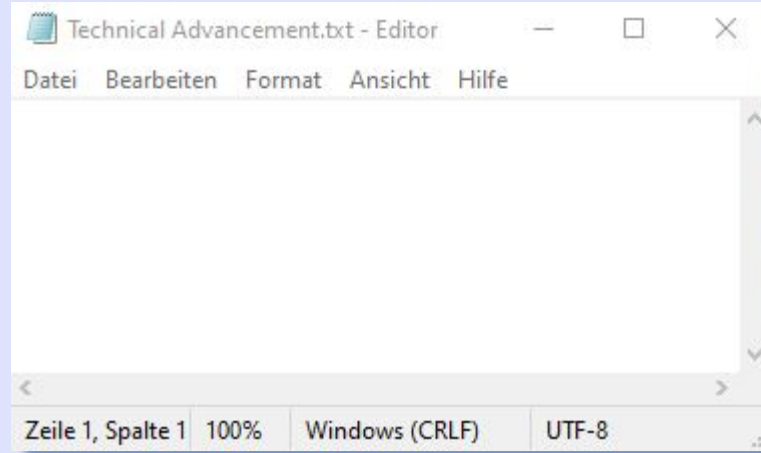 Technical Advancement.txt - Editor
Datei Bearbeiten Format Ansicht Hilfe
Zeile 1, Spalte 1 100% Windows (CRLF) UTF-8